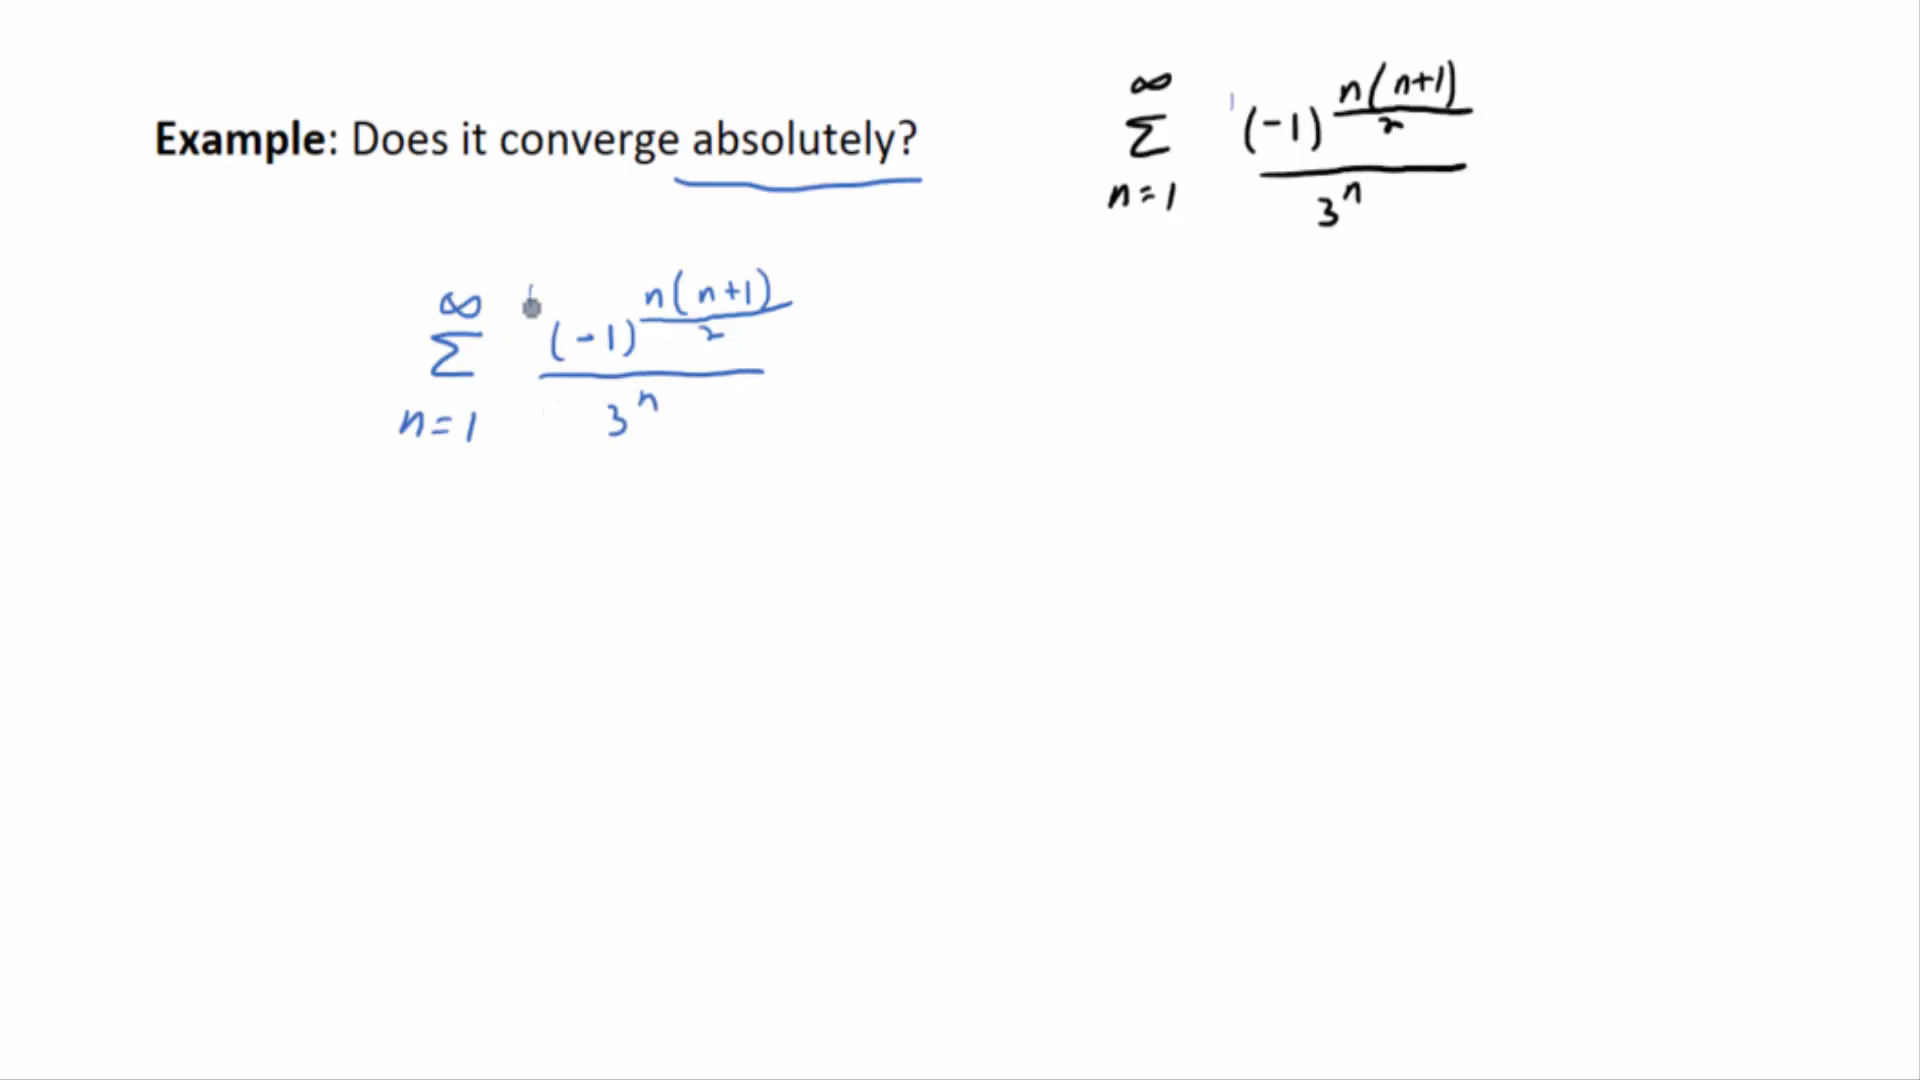 Example: Does it converge absolutely?
∞
Σ (-1)^(n(n+1)/2) / 3^n
n=1
∞
Σ (-1)^(n(n+1)/2) / 3^n
n=1